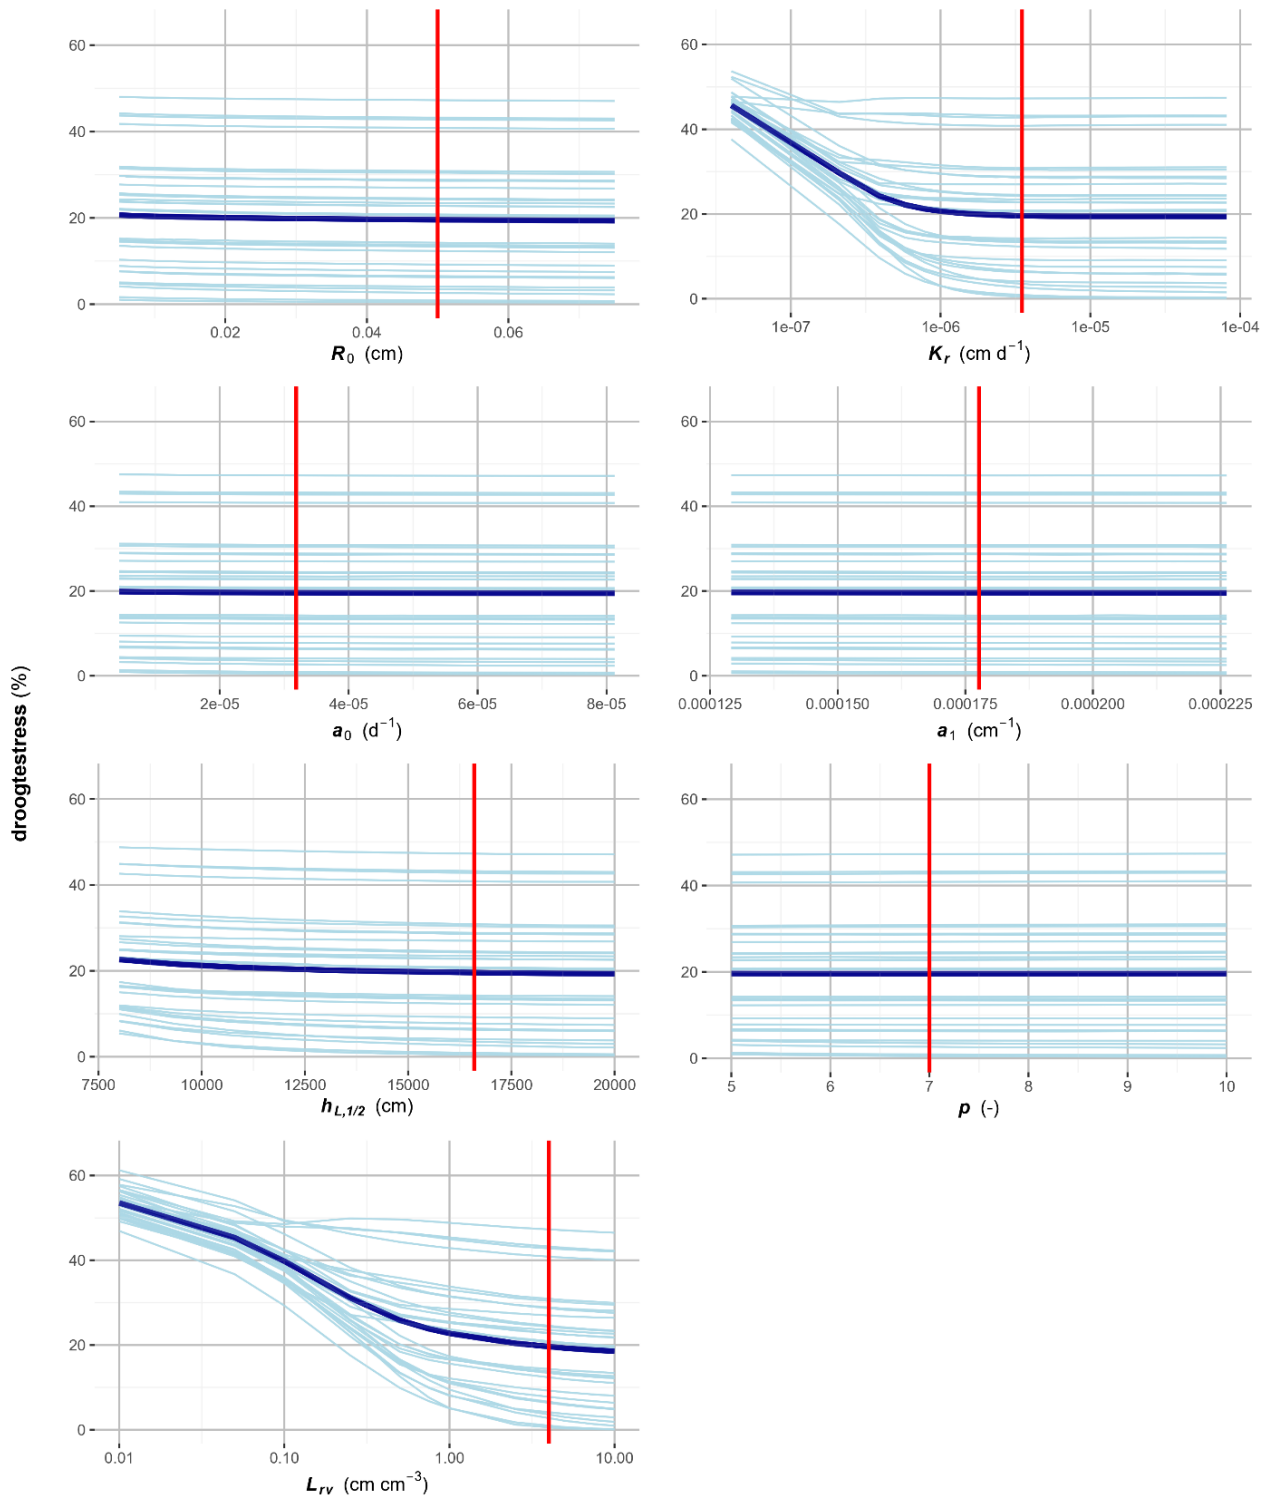 60
40
20
0
0.02 0.04 0.06
R₀ (cm)
60
40
20
0
1e-07 1e-06 1e-05 1e-04
Kᵣ (cm d⁻¹)
60
40
20
0
2e-05 4e-05 6e-05 8e-05
a₀ (d⁻¹)
60
40
20
0
0.000125 0.000150 0.000175 0.000200 0.000225
a₁ (cm⁻¹)
droogtestress (%)
60
40
20
0
7500 10000 12500 15000 17500 20000
h_L,1/2 (cm)
60
40
20
0
5 6 7 8 9 10
p (-)
60
40
20
0
0.01 0.10 1.00 10.00
L_rv (cm cm⁻³)